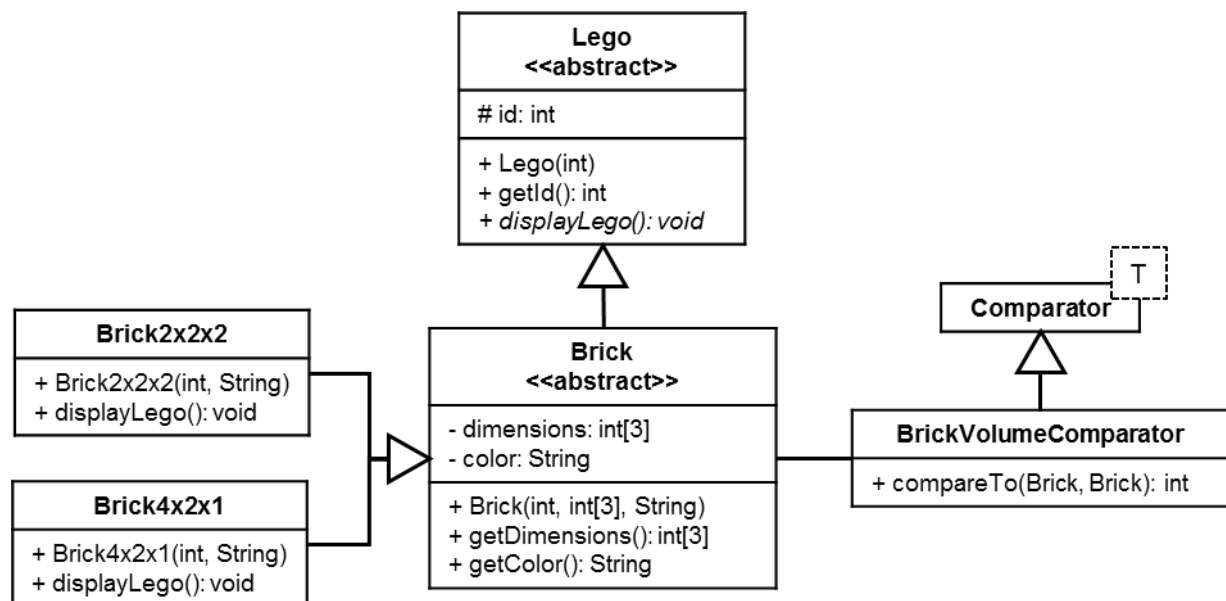 Lego
<<abstract>>
# id: int
+ Lego(int)
+ getId(): int
+ displayLego(): void
T
Comparator
Brick2x2x2
+ Brick2x2x2(int, String)
+ displayLego(): void
Brick
<<abstract>>
- dimensions: int[3]
- color: String
+ Brick(int, int[3], String)
+ getDimensions(): int[3]
+ getColor(): String
BrickVolumeComparator
+ compareTo(Brick, Brick): int
Brick4x2x1
+ Brick4x2x1(int, String)
+ displayLego(): void